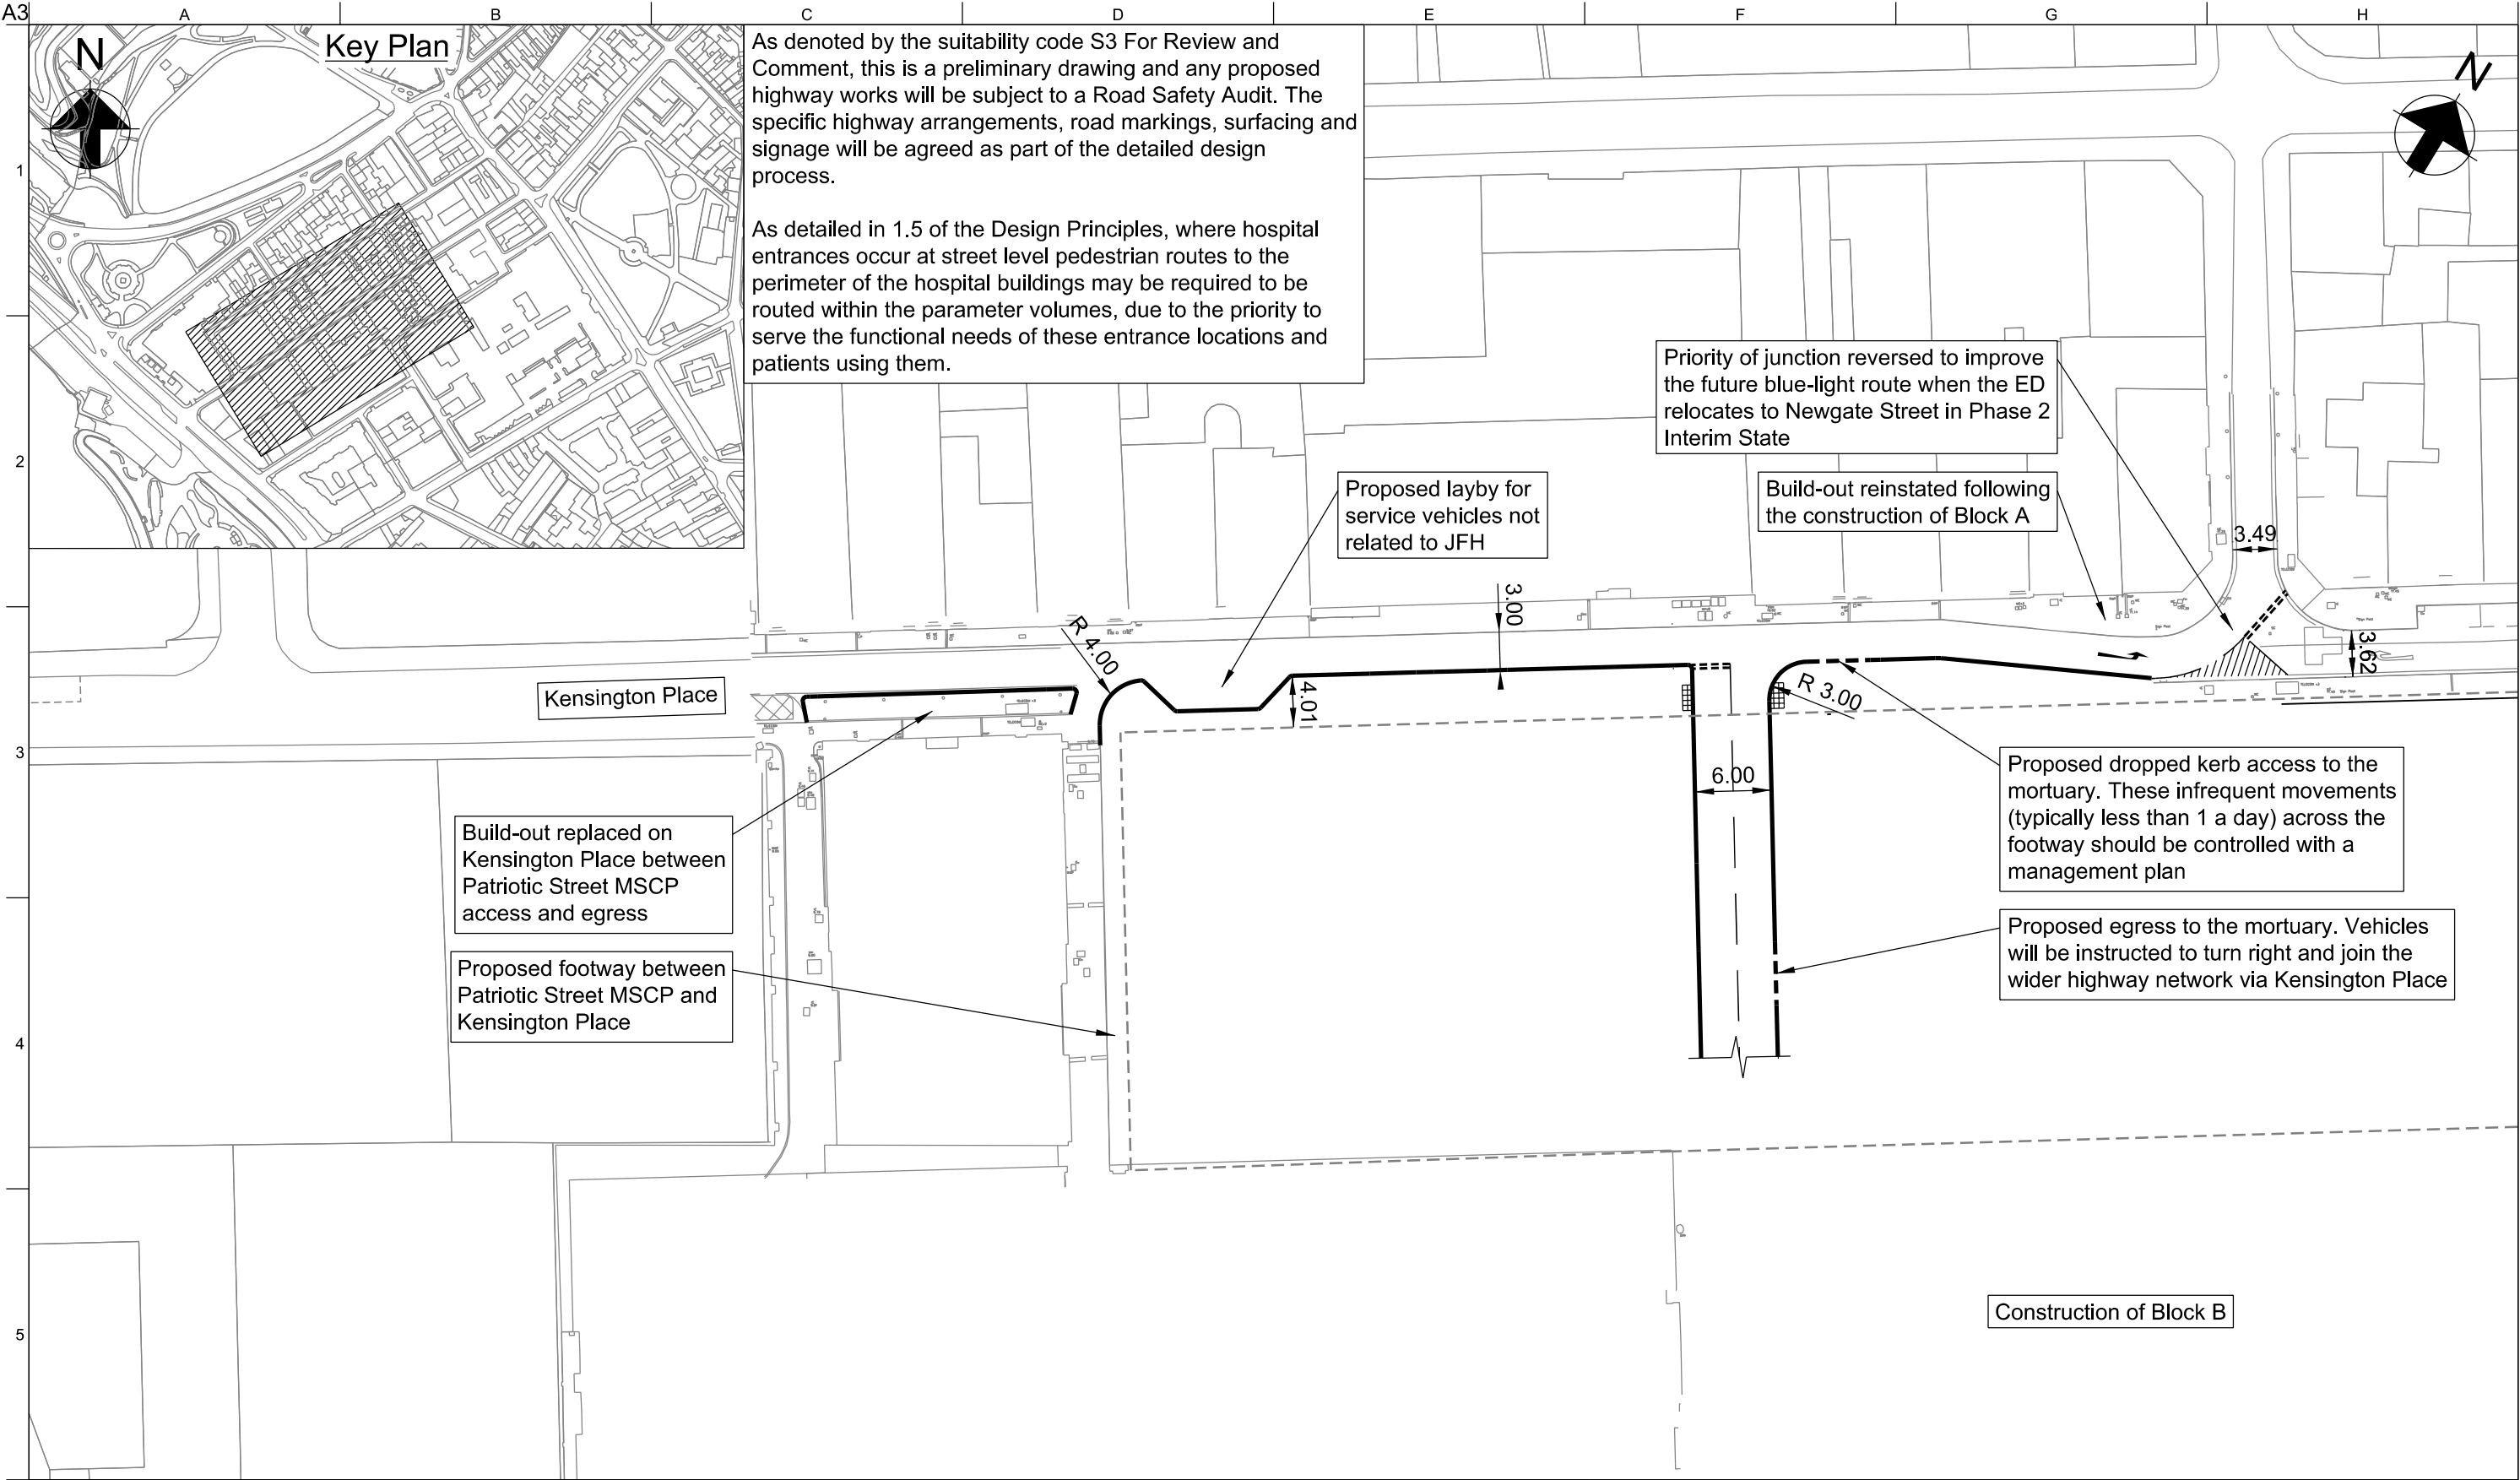 A3
A
B
C
D
E
F
G
H
1
2
3
4
5
N
Key Plan
As denoted by the suitability code S3 For Review and
Comment, this is a preliminary drawing and any proposed
highway works will be subject to a Road Safety Audit. The
specific highway arrangements, road markings, surfacing and
signage will be agreed as part of the detailed design
process.
As detailed in 1.5 of the Design Principles, where hospital
entrances occur at street level pedestrian routes to the
perimeter of the hospital buildings may be required to be
routed within the parameter volumes, due to the priority to
serve the functional needs of these entrance locations and
patients using them.
N
Priority of junction reversed to improve
the future blue-light route when the ED
relocates to Newgate Street in Phase 2
Interim State
Proposed layby for
service vehicles not
related to JFH
Build-out reinstated following
the construction of Block A
3.49
3.00
R 4.00
3.62
Kensington Place
4.01
R 3.00
6.00
Proposed dropped kerb access to the
mortuary. These infrequent movements
(typically less than 1 a day) across the
footway should be controlled with a
management plan
Build-out replaced on
Kensington Place between
Patriotic Street MSCP
access and egress
Proposed egress to the mortuary. Vehicles
will be instructed to turn right and join the
wider highway network via Kensington Place
Proposed footway between
Patriotic Street MSCP and
Kensington Place
Construction of Block B